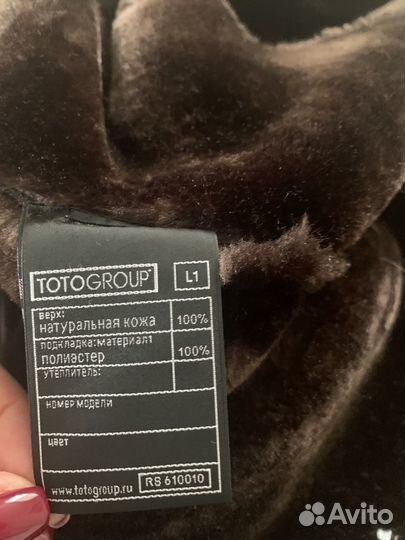 TOTOGROUP L1
верх:
натуральная кожа 100%
подкладка:материал1
полиэстер 100%
утеплитель:
номер модели
цвет
www.totogroup.ru RS 610010
Avito